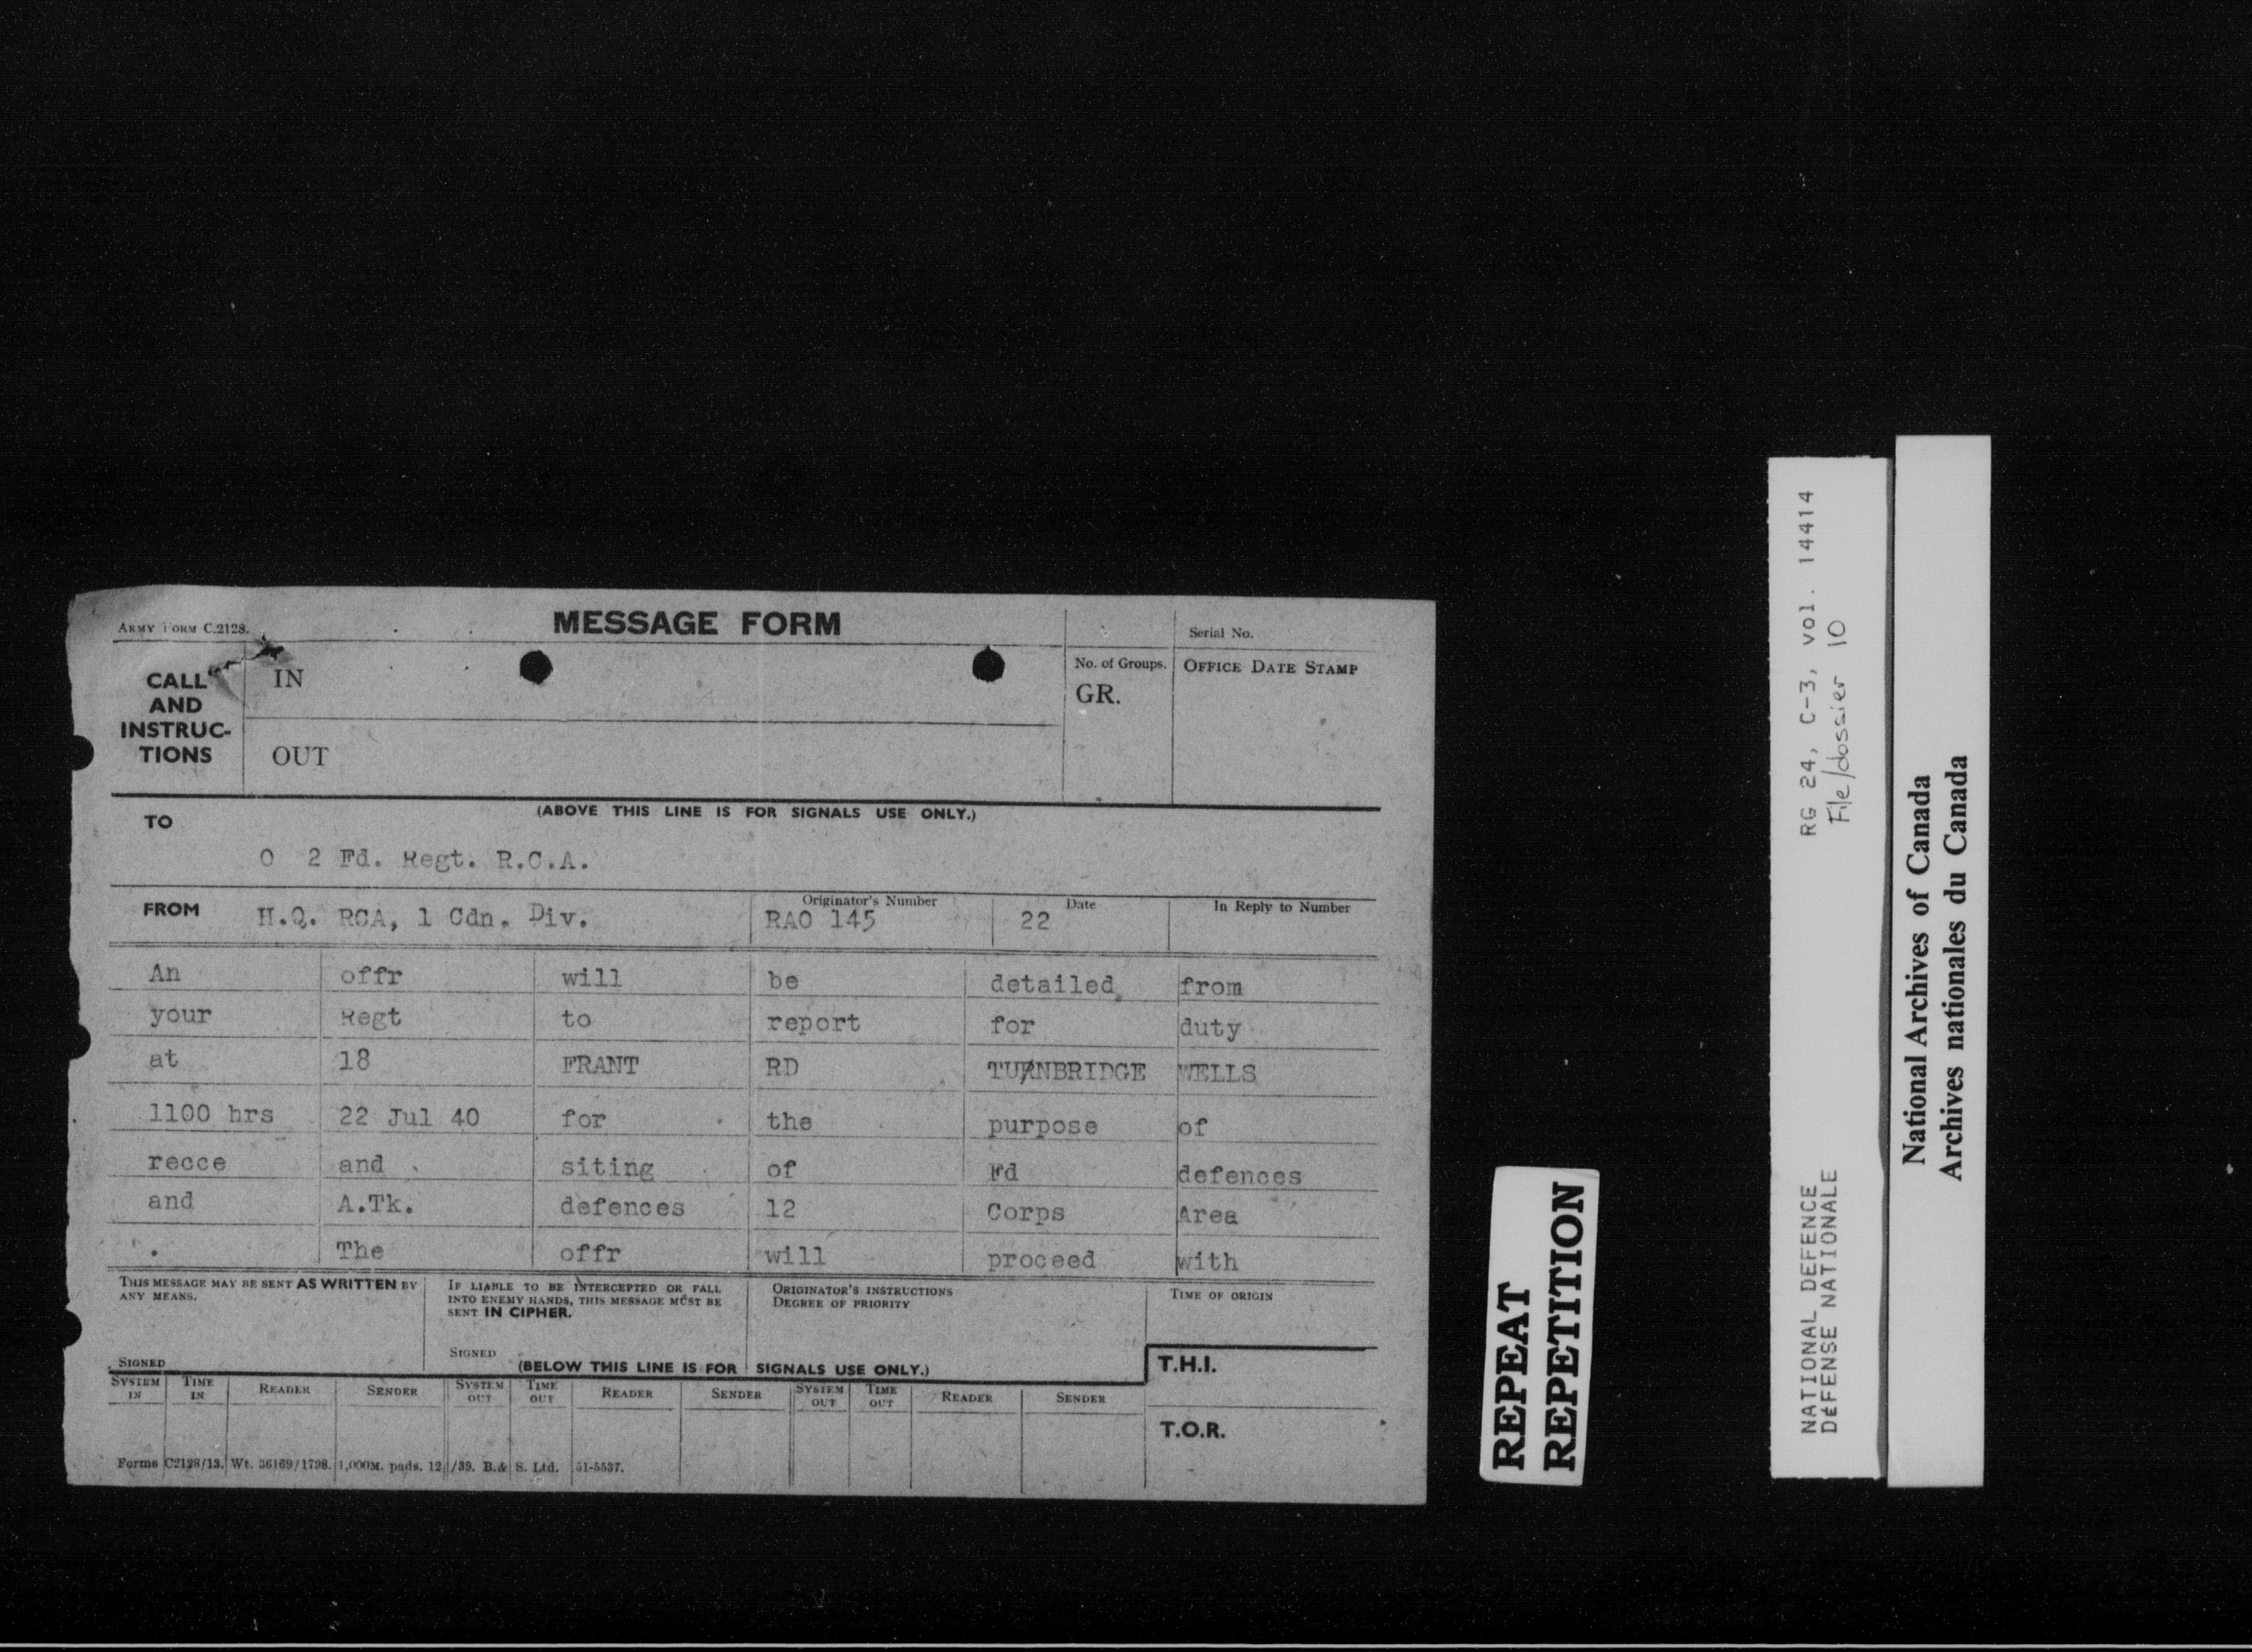 ARMY FORM C.2128.
MESSAGE FORM
Serial No.
CALL AND INSTRUC-TIONS
IN
OUT
No. of Groups.
GR.
OFFICE DATE STAMP
(ABOVE THIS LINE IS FOR SIGNALS USE ONLY.)
TO
O 2 Fd. Regt. R.C.A.
FROM H.Q. RCA, 1 Cdn. Div. Originator's Number RAO 145 Date 22 In Reply to Number
An offr will be detailed from
your Regt to report for duty
at 18 FRANT RD TURNBRIDGE WELLS
1100 hrs 22 Jul 40 for the purpose of
recce and siting of Fd defences
and A.Tk. defences 12 Corps Area
. The offr will proceed with
THIS MESSAGE MAY BE SENT AS WRITTEN BY
ANY MEANS.
SIGNED
IF LIABLE TO BE INTERCEPTED OR FALL
INTO ENEMY HANDS, THIS MESSAGE MUST BE
SENT IN CIPHER.
SIGNED
ORIGINATOR'S INSTRUCTIONS
DEGREE OF PRIORITY
TIME OF ORIGIN
(BELOW THIS LINE IS FOR SIGNALS USE ONLY.)
T.H.I.
SYSTEM IN TIME IN READER SENDER SYSTEM OUT TIME OUT READER SENDER SYSTEM OUT TIME OUT READER SENDER
T.O.R.
Forms C2128/13. Wt. 36169/1798. 1,000M. pads. 12/39. B.& S. Ltd. 51-5537.
REPEAT
REPETITION
RG 24, C-3, vol. 14414
File/dossier 10
NATIONAL DEFENCE
DÉFENSE NATIONALE
National Archives of Canada
Archives nationales du Canada